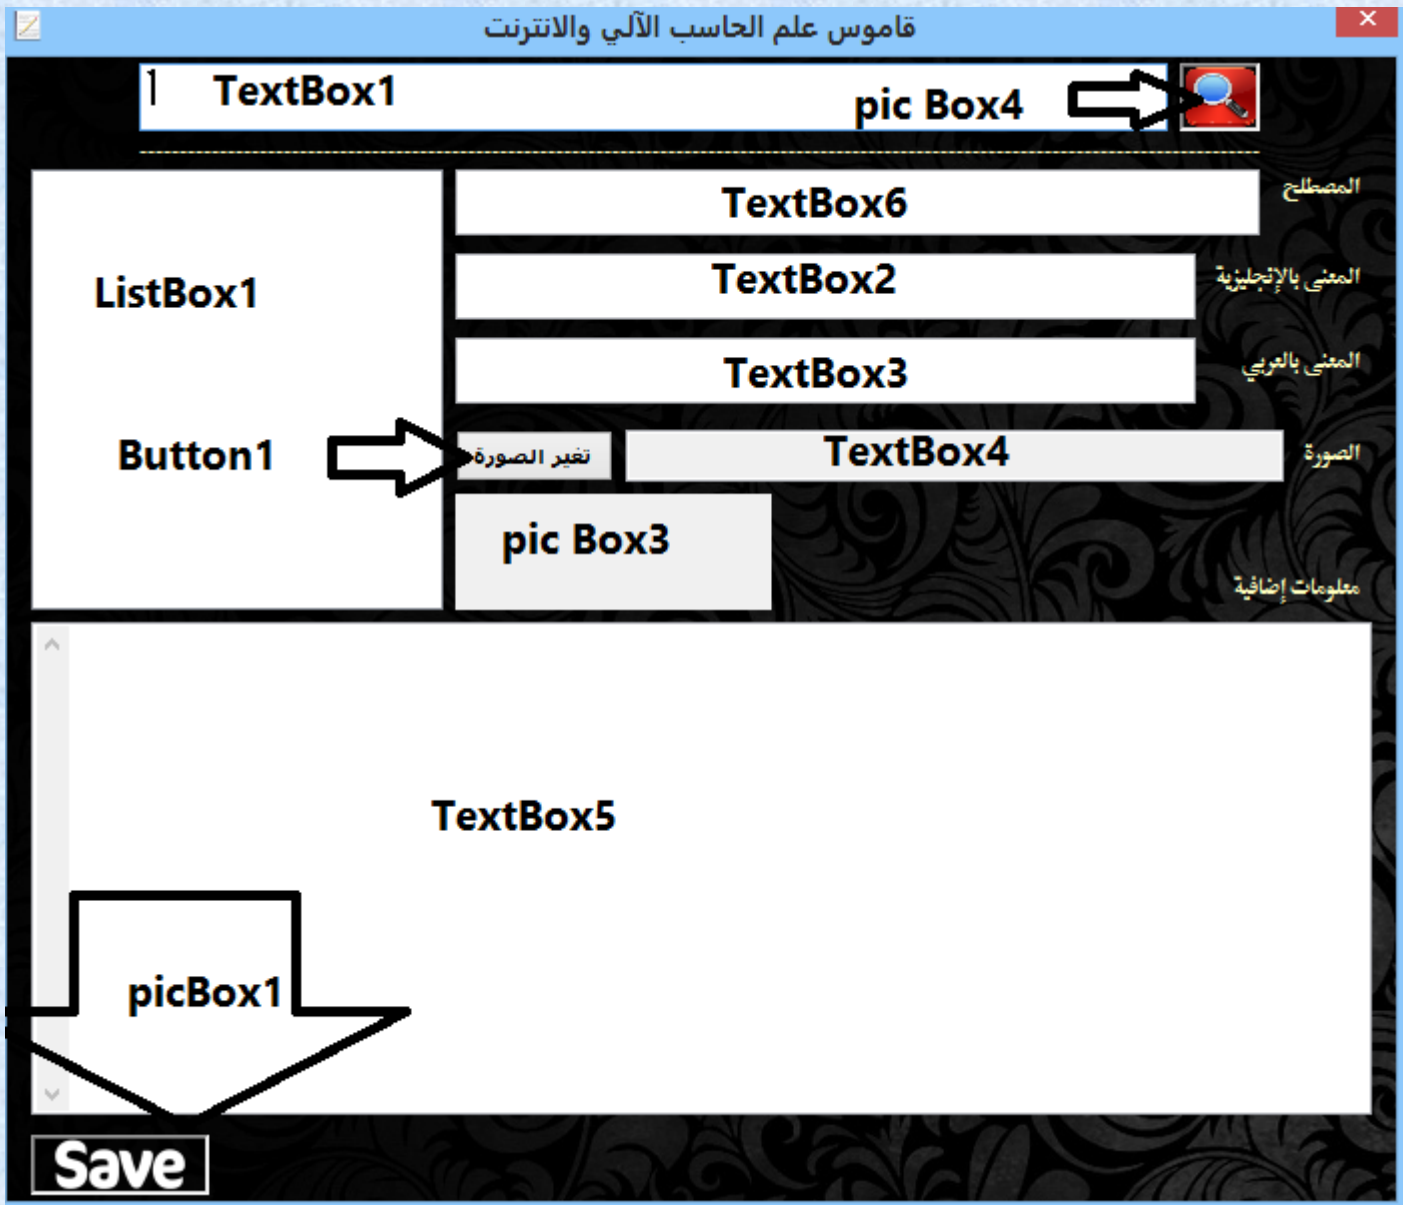 قاموس علم الحاسب الآلي والانترنت
1 TextBox1
pic Box4
TextBox6
المصطلح
TextBox2
المعنى بالإنجليزية
ListBox1
TextBox3
المعنى بالعربي
Button1
تغير الصورة
TextBox4
الصورة
pic Box3
معلومات إضافية
TextBox5
picBox1
Save